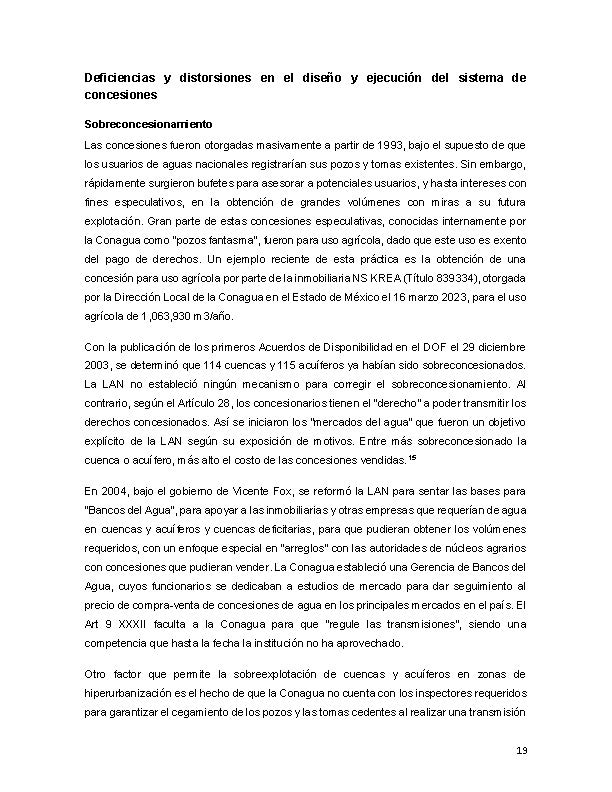 Deficiencias y distorsiones en el diseño y ejecución del sistema de
concesiones
Sobreconcesionamiento
Las concesiones fueron otorgadas masivamente a partir de 1993, bajo el supuesto de que
los usuarios de aguas nacionales registrarían sus pozos y tomas existentes. Sin embargo,
rápidamente surgieron bufetes para asesorar a potenciales usuarios, y hasta intereses con
fines especulativos, en la obtención de grandes volúmenes con miras a su futura
explotación. Gran parte de estas concesiones especulativas, conocidas internamente por
la Conagua como "pozos fantasma", fueron para uso agrícola, dado que este uso es exento
del pago de derechos. Un ejemplo reciente de esta práctica es la obtención de una
concesión para uso agrícola por parte de la inmobiliaria NS KREA (Título 839334), otorgada
por la Dirección Local de la Conagua en el Estado de México el 16 marzo 2023, para el uso
agrícola de 1,063,930 m3/año.
Con la publicación de los primeros Acuerdos de Disponibilidad en el DOF el 29 diciembre
2003, se determinó que 114 cuencas y 115 acuíferos ya habían sido sobreconcesionados.
La LAN no estableció ningún mecanismo para corregir el sobreconcesionamiento. Al
contrario, según el Artículo 28, los concesionarios tienen el "derecho" a poder transmitir los
derechos concesionados. Así se iniciaron los "mercados del agua" que fueron un objetivo
explícito de la LAN según su exposición de motivos. Entre más sobreconcesionado la
cuenca o acuífero, más alto el costo de las concesiones vendidas.15
En 2004, bajo el gobierno de Vicente Fox, se reformó la LAN para sentar las bases para
"Bancos del Agua", para apoyar a las inmobiliarias y otras empresas que requerían de agua
en cuencas y acuíferos y cuencas deficitarias, para que pudieran obtener los volúmenes
requeridos, con un enfoque especial en "arreglos" con las autoridades de núcleos agrarios
con concesiones que pudieran vender. La Conagua estableció una Gerencia de Bancos del
Agua, cuyos funcionarios se dedicaban a estudios de mercado para dar seguimiento al
precio de compra-venta de concesiones de agua en los principales mercados en el país. El
Art 9 XXXII faculta a la Conagua para que "regule las transmisiones", siendo una
competencia que hasta la fecha la institución no ha aprovechado.
Otro factor que permite la sobreexplotación de cuencas y acuíferos en zonas de
hiperurbanización es el hecho de que la Conagua no cuenta con los inspectores requeridos
para garantizar el cegamiento de los pozos y las tomas cedentes al realizar una transmisión
19